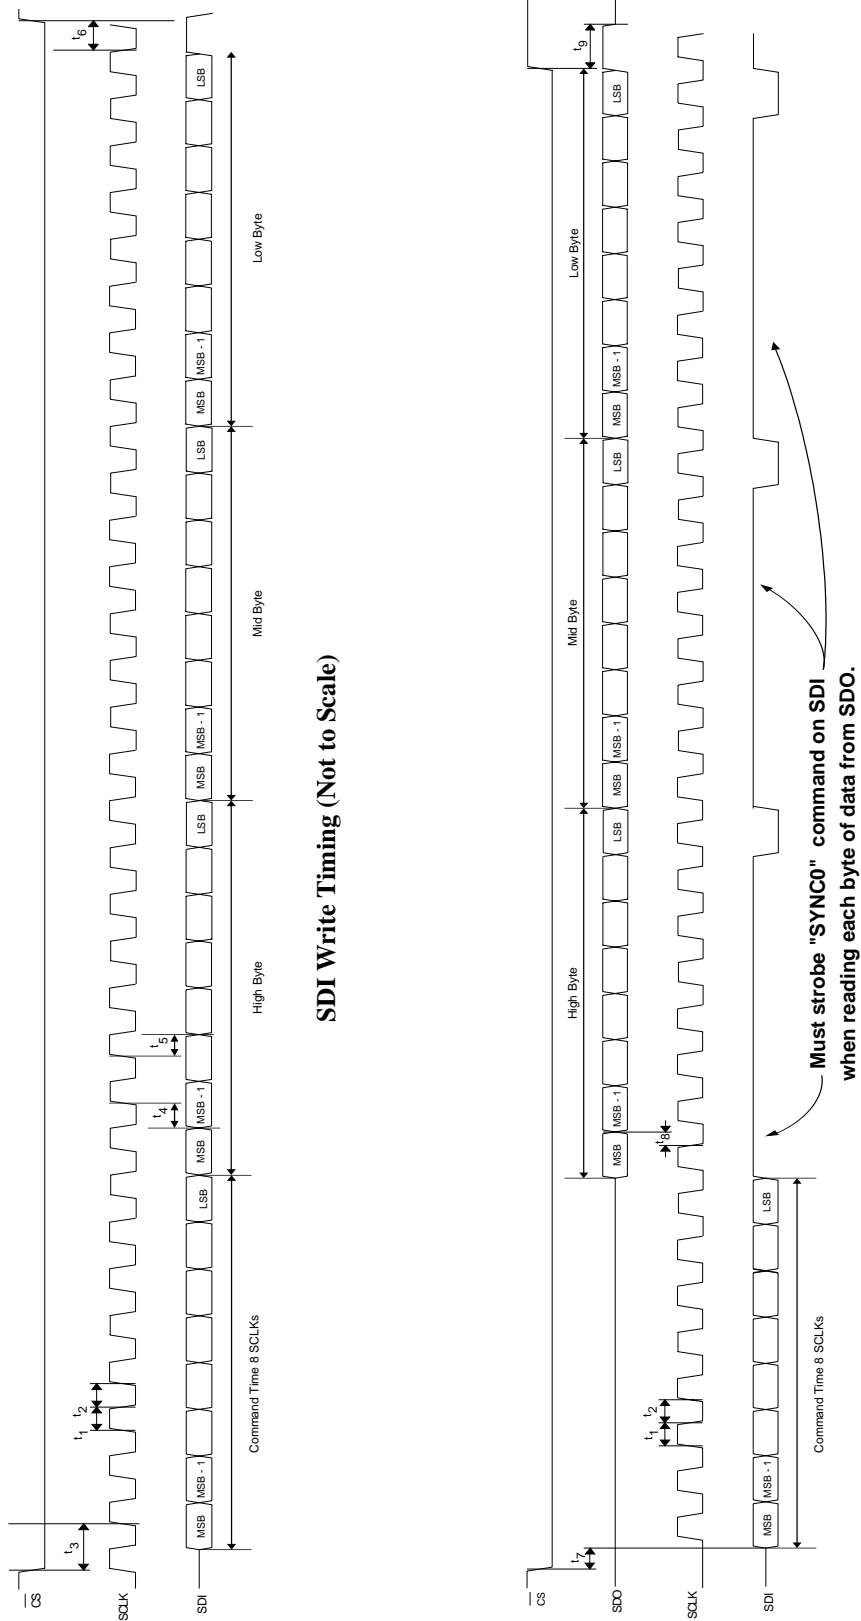 CS
SCLK
SDI
t3
t1
t2
t4
t5
t6
MSB
MSB - 1
LSB
MSB
MSB - 1
LSB
MSB
MSB - 1
LSB
MSB
MSB - 1
LSB
Command Time 8 SCLKs
High Byte
Mid Byte
Low Byte
SDI Write Timing (Not to Scale)
CS
SDO
SCLK
SDI
t7
t9
High Byte
Mid Byte
Low Byte
MSB
MSB - 1
LSB
MSB
MSB - 1
LSB
MSB
MSB - 1
LSB
t1
t2
t8
MSB
MSB - 1
LSB
Command Time 8 SCLKs
Must strobe "SYNC0" command on SDI
when reading each byte of data from SDO.